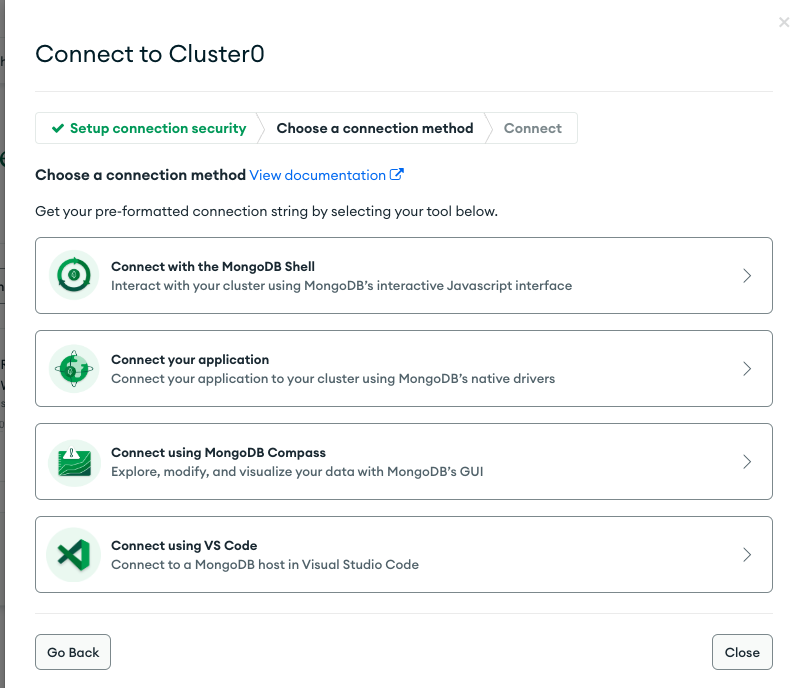 Connect to Cluster0
Setup connection security
Choose a connection method
Connect
Choose a connection method View documentation
Get your pre-formatted connection string by selecting your tool below.
Connect with the MongoDB Shell
Interact with your cluster using MongoDB's interactive Javascript interface
Connect your application
Connect your application to your cluster using MongoDB's native drivers
Connect using MongoDB Compass
Explore, modify, and visualize your data with MongoDB's GUI
Connect using VS Code
Connect to a MongoDB host in Visual Studio Code
Go Back
Close